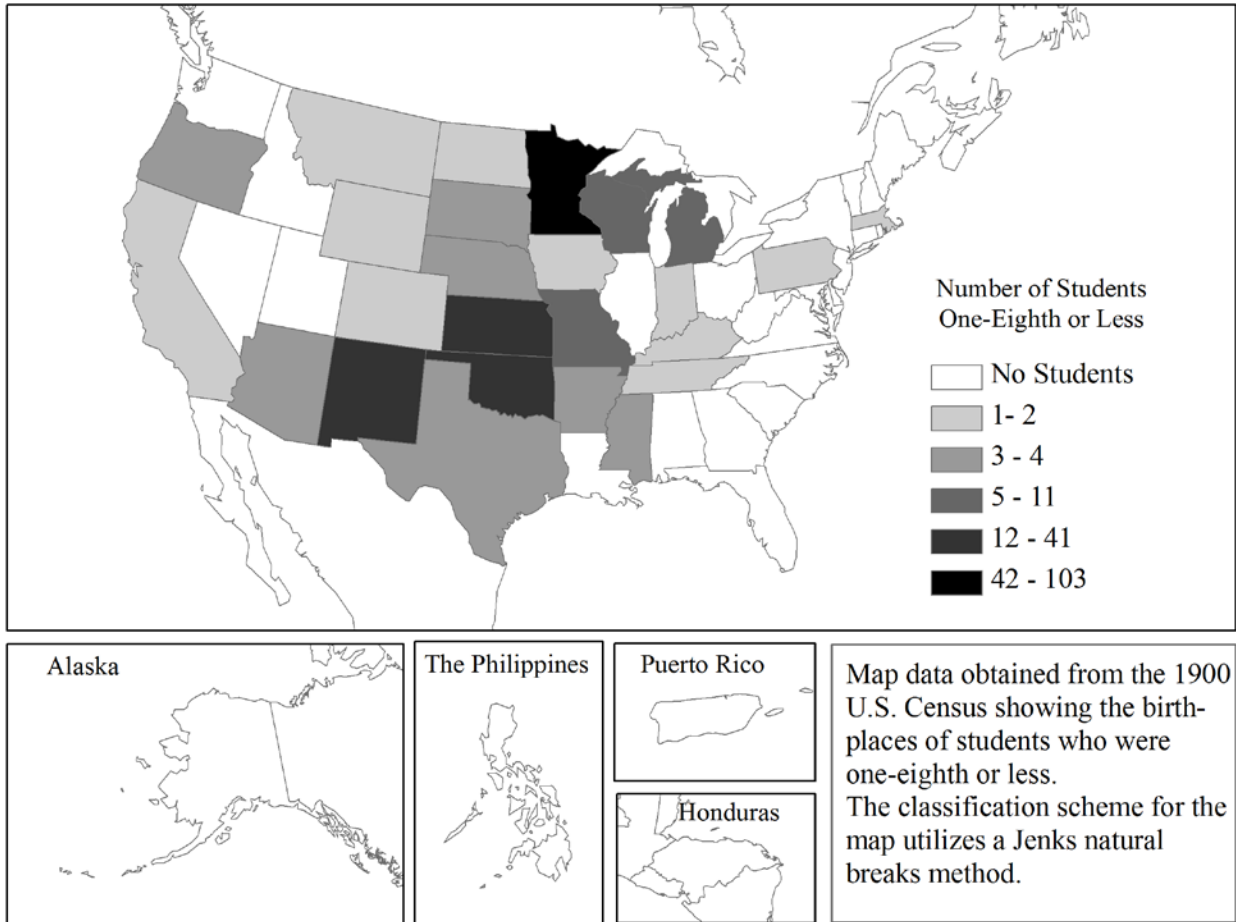 Number of Students
One-Eighth or Less
No Students
1- 2
3 - 4
5 - 11
12 - 41
42 - 103
Alaska
The Philippines
Puerto Rico
Honduras
Map data obtained from the 1900
U.S. Census showing the birth-
places of students who were
one-eighth or less.
The classification scheme for the
map utilizes a Jenks natural
breaks method.